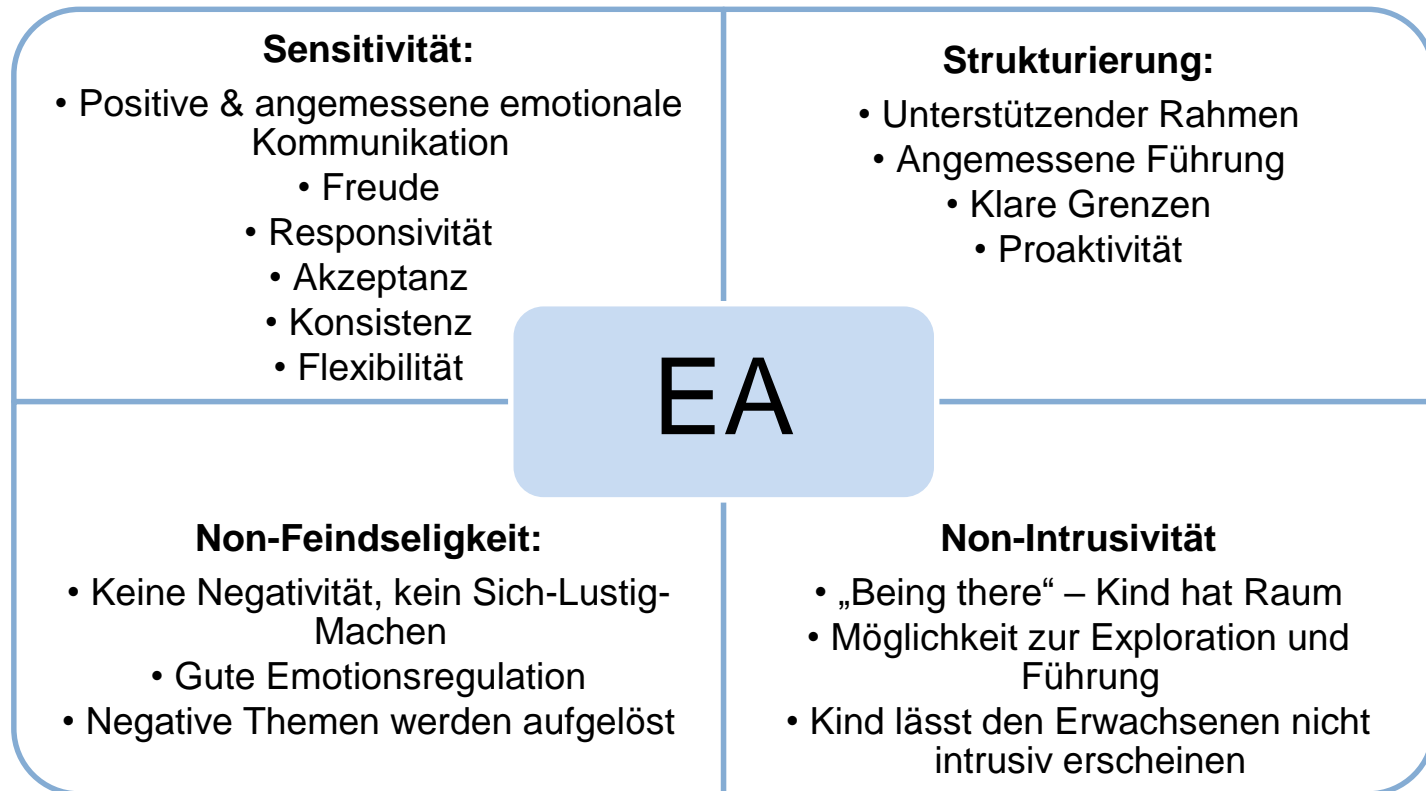 Sensitivität:
• Positive & angemessene emotionale
Kommunikation
• Freude
• Responsivität
• Akzeptanz
• Konsistenz
• Flexibilität
Strukturierung:
• Unterstützender Rahmen
• Angemessene Führung
• Klare Grenzen
• Proaktivität
EA
Non-Feindseligkeit:
• Keine Negativität, kein Sich-Lustig-
Machen
• Gute Emotionsregulation
• Negative Themen werden aufgelöst
Non-Intrusivität
• „Being there“ – Kind hat Raum
• Möglichkeit zur Exploration und
Führung
• Kind lässt den Erwachsenen nicht
intrusiv erscheinen